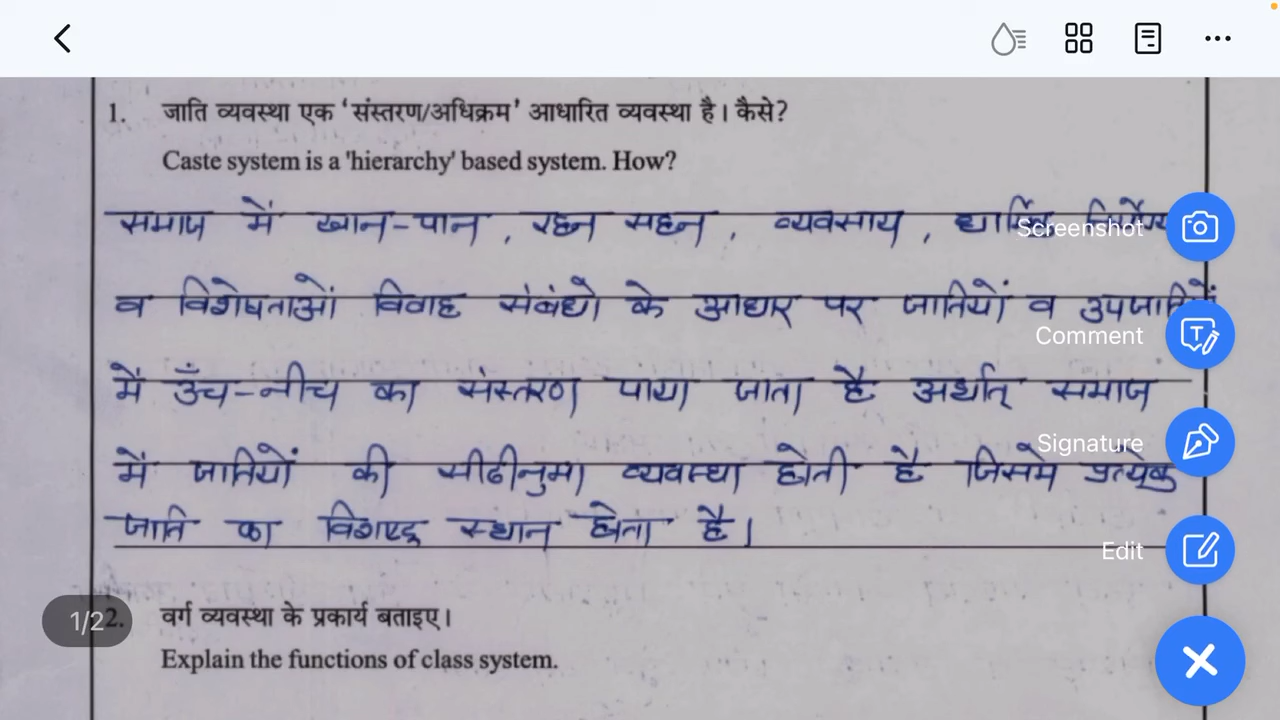 1. जाति व्यवस्था एक ‘संस्तरण/अधिक्रम’ आधारित व्यवस्था है। कैसे?
Caste system is a 'hierarchy' based system. How?
समाज में खान-पान, रहन सहन, व्यवसाय,
Screenshot
व विशेषताओं विवाह संबंधो के आधार पर जातियों व उपजातियों
Comment
में उँच-नीच का संस्तरण पाया जाता है अर्थात् समाज
Signature
में जातियों की सीढीनुमा व्यवस्था होती है जिसमे प्रत्येक
जाति का स्थान होता है।
Edit
1/2
2. वर्ग व्यवस्था के प्रकार्य बताइए।
Explain the functions of class system.